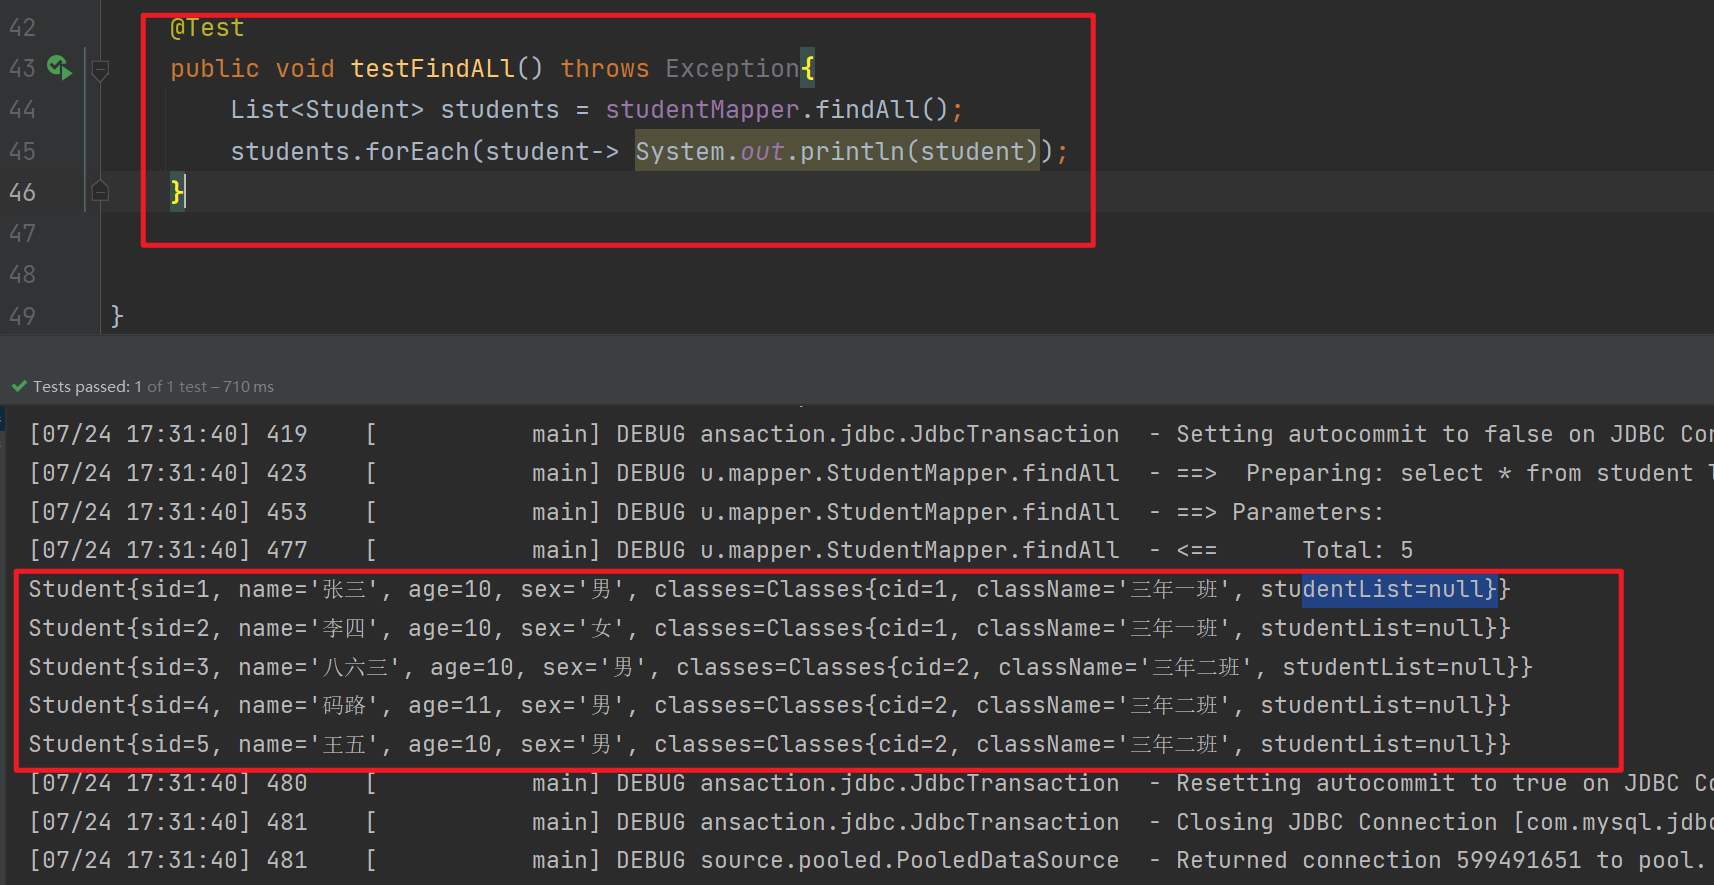 42 @Test
43 public void testFindALl() throws Exception{
44 List<Student> students = studentMapper.findAll();
45 students.forEach(student-> System.out.println(student));
46 }
47
48
49 }
Tests passed: 1 of 1 test – 710 ms
[07/24 17:31:40] 419    [           main] DEBUG ansaction.jdbc.JdbcTransaction  - Setting autocommit to false on JDBC Con
[07/24 17:31:40] 423    [           main] DEBUG u.mapper.StudentMapper.findAll  - ==>  Preparing: select * from student l
[07/24 17:31:40] 453    [           main] DEBUG u.mapper.StudentMapper.findAll  - ==> Parameters:
[07/24 17:31:40] 477    [           main] DEBUG u.mapper.StudentMapper.findAll  - <==      Total: 5
Student{sid=1, name='张三', age=10, sex='男', classes=Classes{cid=1, className='三年一班', studentList=null}}
Student{sid=2, name='李四', age=10, sex='女', classes=Classes{cid=1, className='三年一班', studentList=null}}
Student{sid=3, name='八六三', age=10, sex='男', classes=Classes{cid=2, className='三年二班', studentList=null}}
Student{sid=4, name='码路', age=11, sex='男', classes=Classes{cid=2, className='三年二班', studentList=null}}
Student{sid=5, name='王五', age=10, sex='男', classes=Classes{cid=2, className='三年二班', studentList=null}}
[07/24 17:31:40] 480    [           main] DEBUG ansaction.jdbc.JdbcTransaction  - Resetting autocommit to true on JDBC Co
[07/24 17:31:40] 481    [           main] DEBUG ansaction.jdbc.JdbcTransaction  - Closing JDBC Connection [com.mysql.jdbc
[07/24 17:31:40] 481    [           main] DEBUG source.pooled.PooledDataSource  - Returned connection 599491651 to pool.